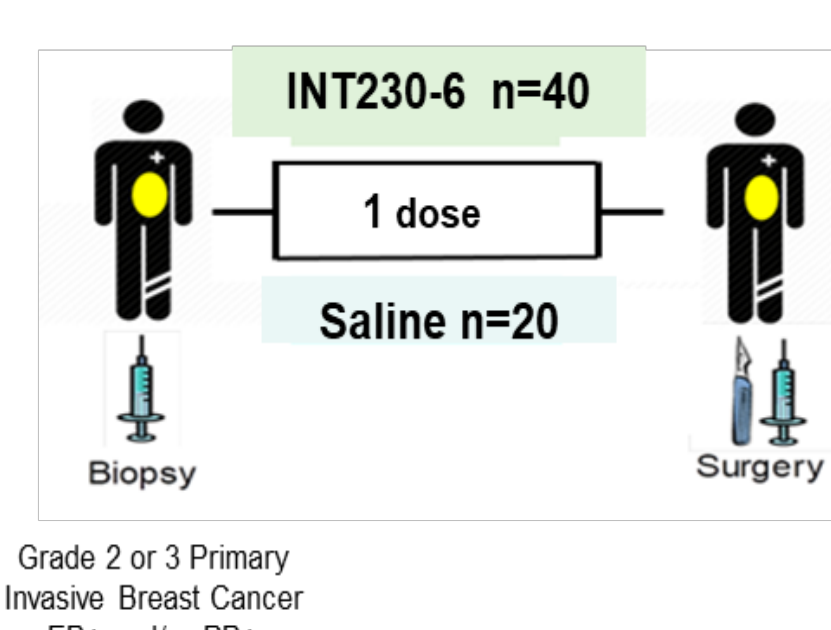 INT230-6 n=40
1 dose
Saline n=20
Biopsy
Surgery
Grade 2 or 3 Primary
Invasive Breast Cancer